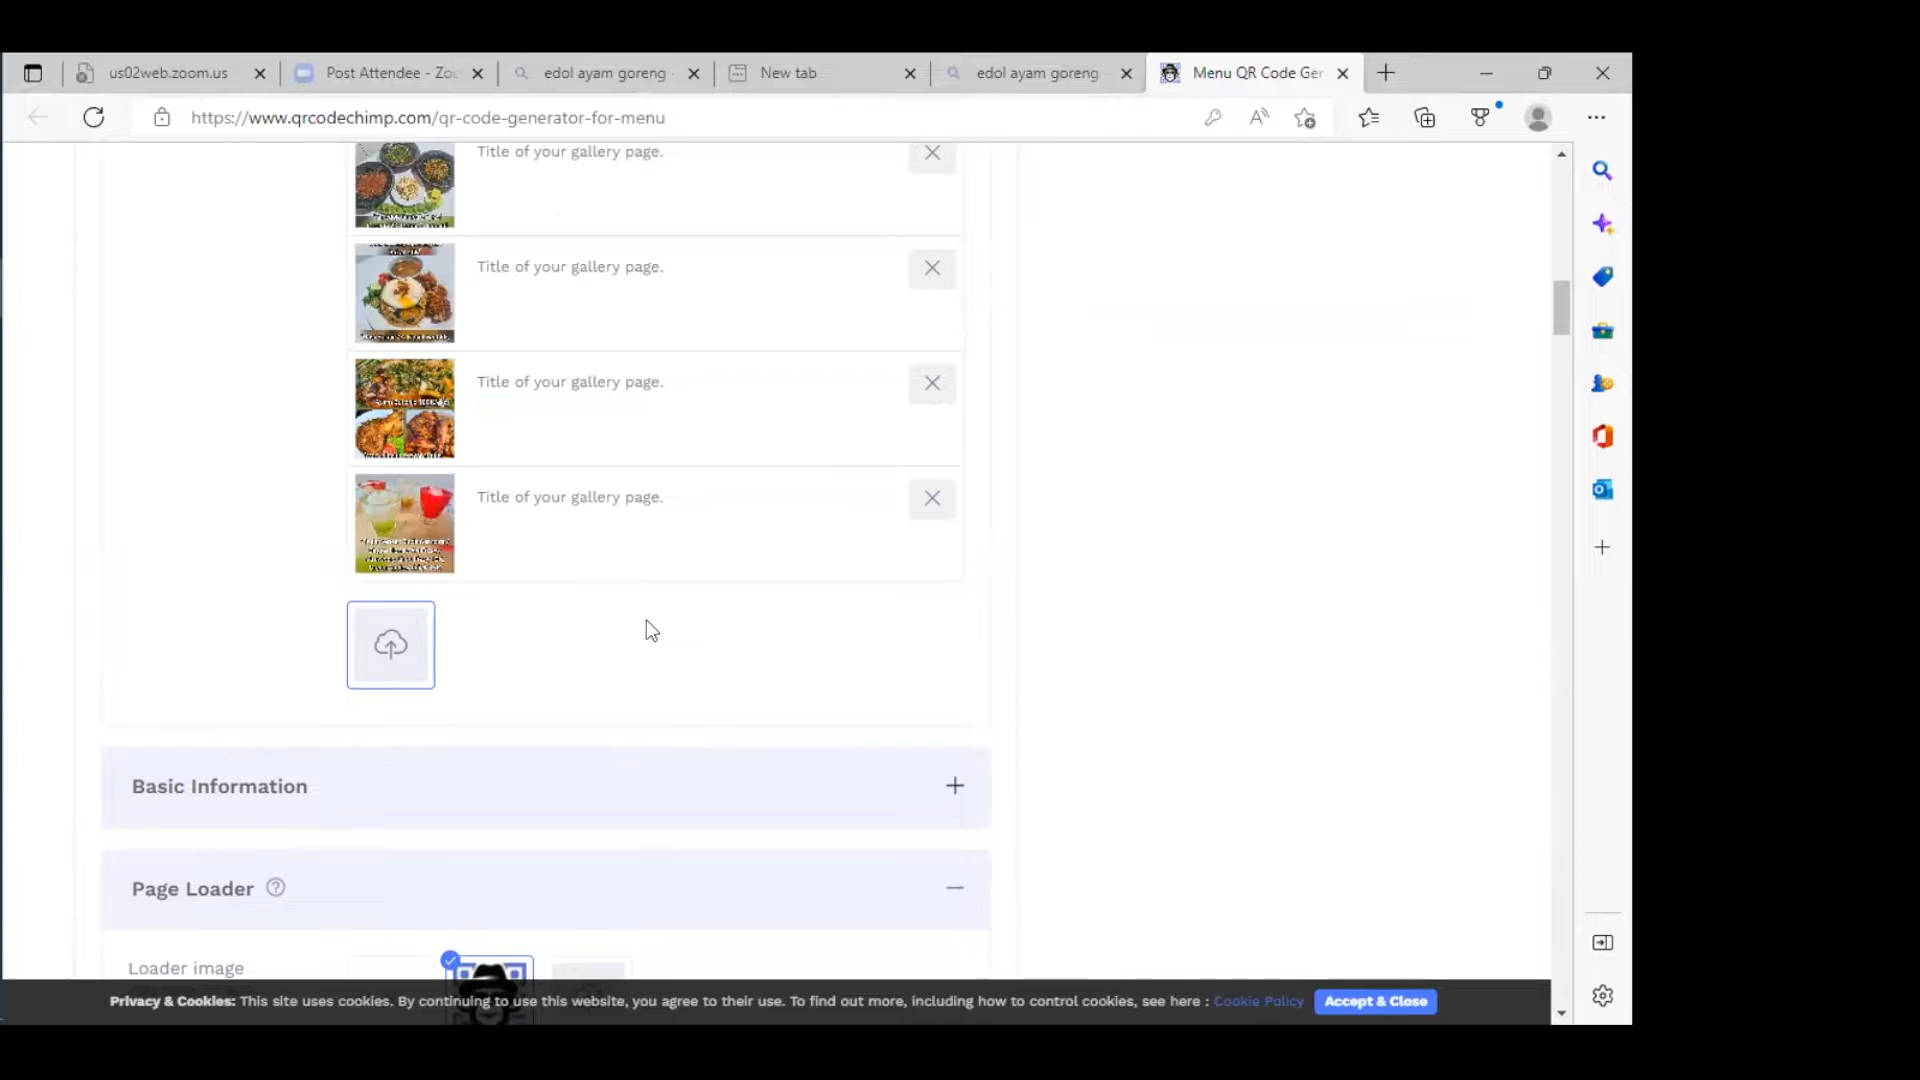 us02web.zoom.us
Post Attendee - Zo
edol ayam goreng
New tab
edol ayam goreng
Menu QR Code Ger
https://www.qrcodechimp.com/qr-code-generator-for-menu
Title of your gallery page.
Title of your gallery page.
Title of your gallery page.
Title of your gallery page.
Basic Information
Page Loader
Loader image
Privacy & Cookies: This site uses cookies. By continuing to use this website, you agree to their use. To find out more, including how to control cookies, see here : Cookie Policy
Accept & Close